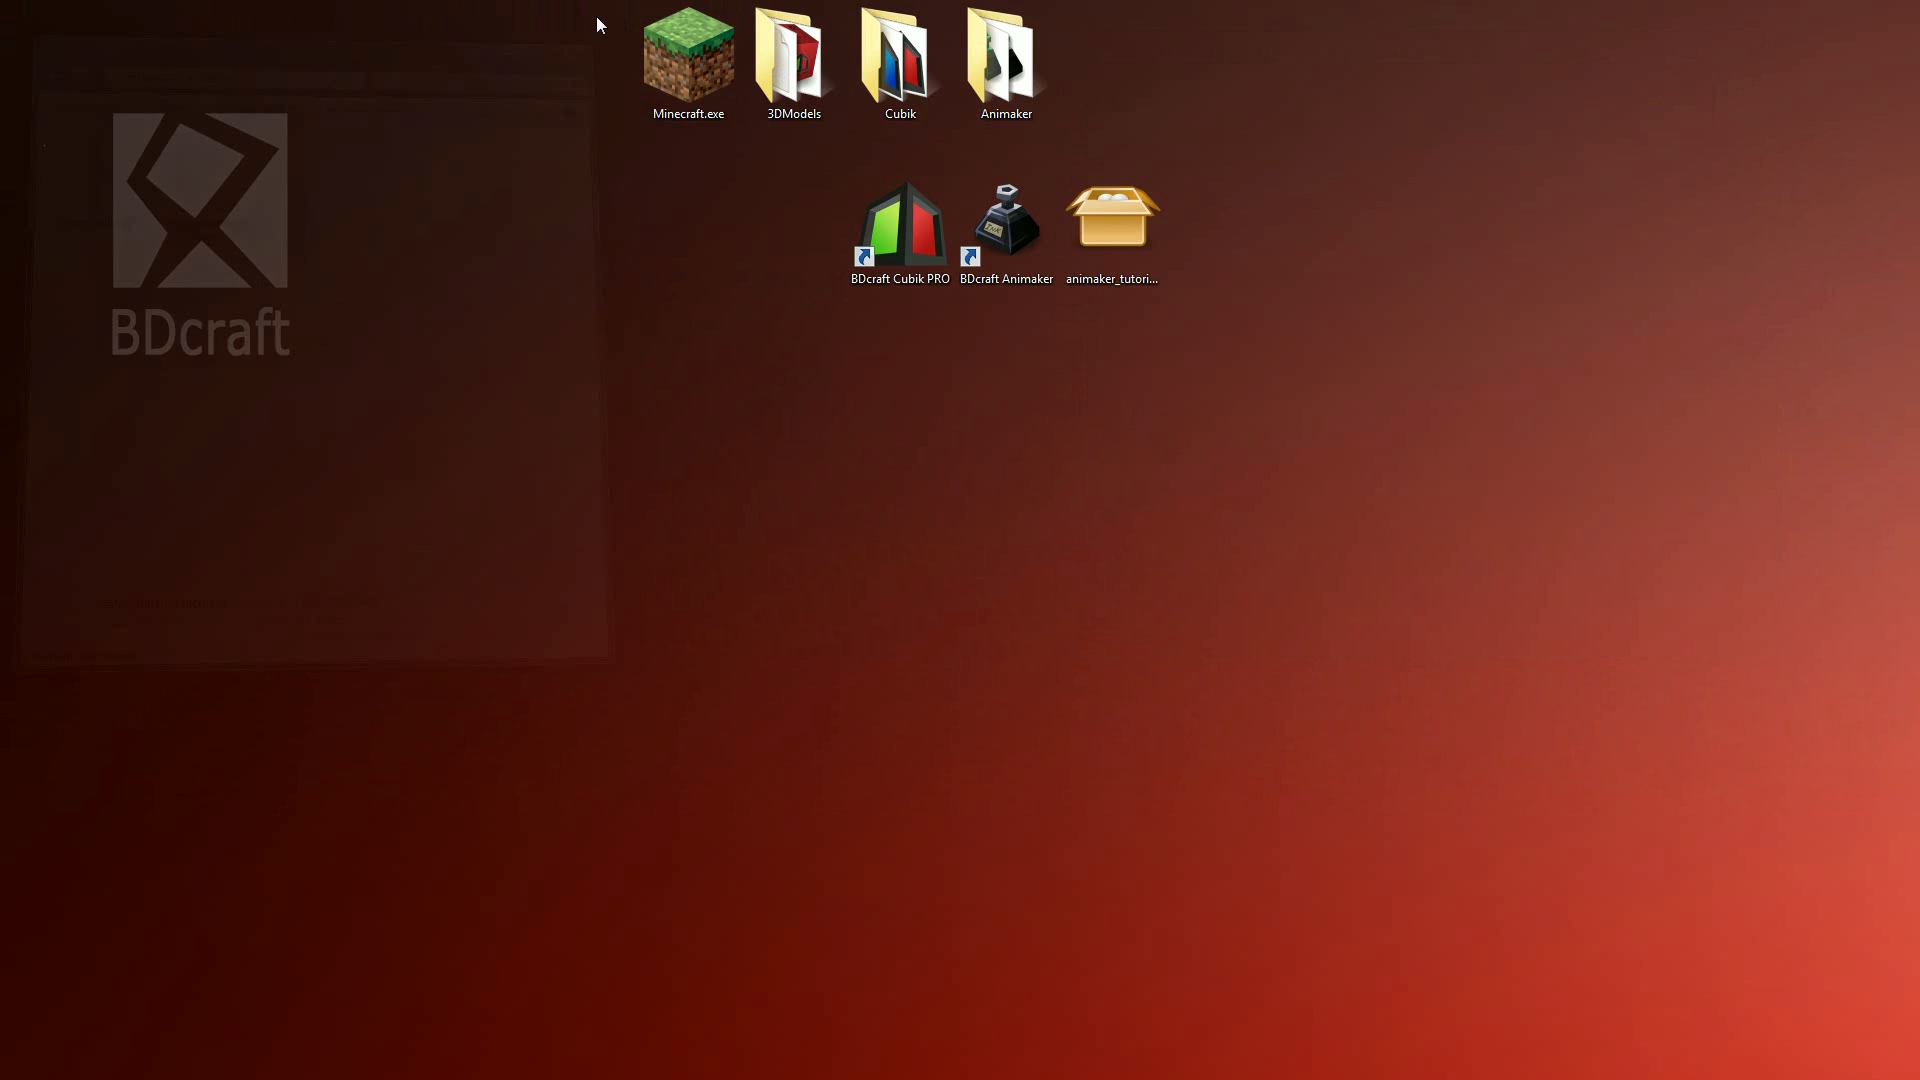 Minecraft.exe
3DModels
Cubik
Animaker
BDcraft Cubik PRO
BDcraft Animaker
animaker_tutori...
BDcraft